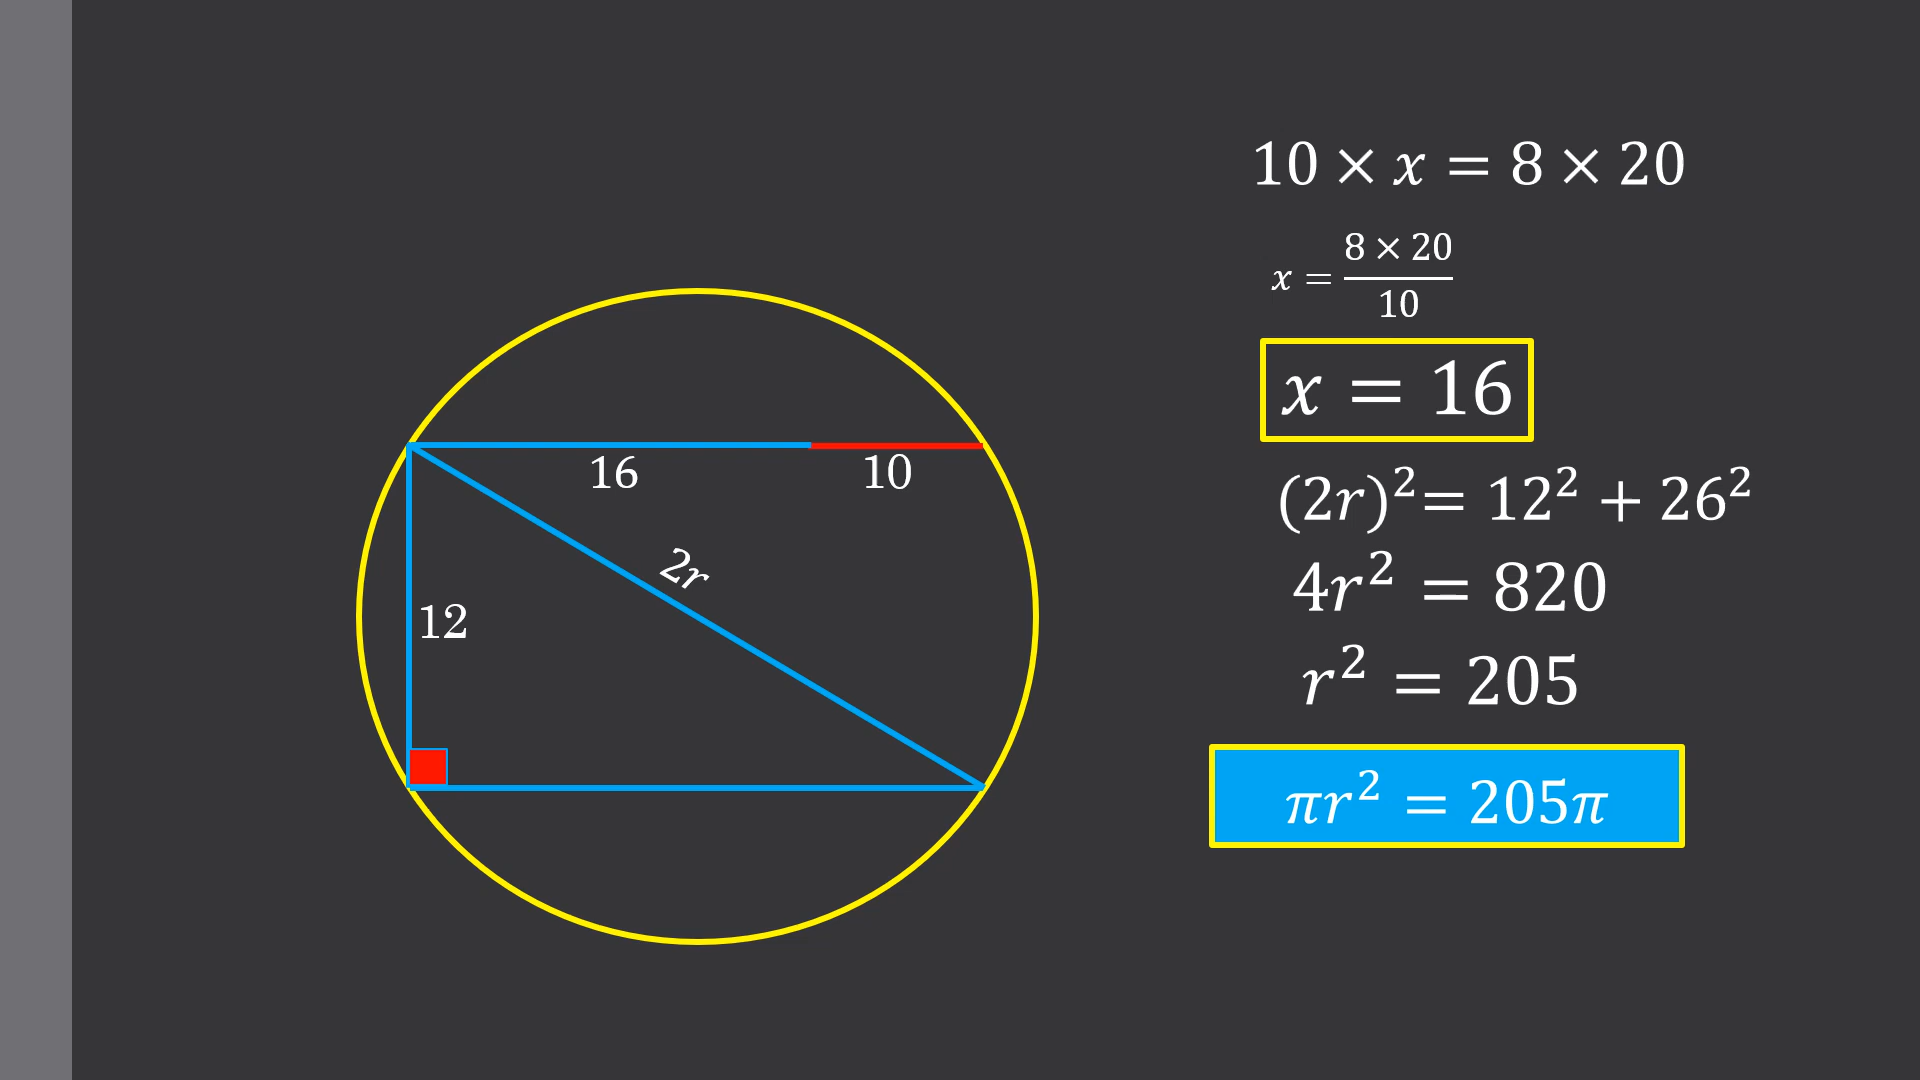 10 × x = 8 × 20
x = \frac{8 × 20}{10}
x = 16
(2r)²= 12² + 26²
4r² = 820
r² = 205
πr² = 205π
16
10
2r
12